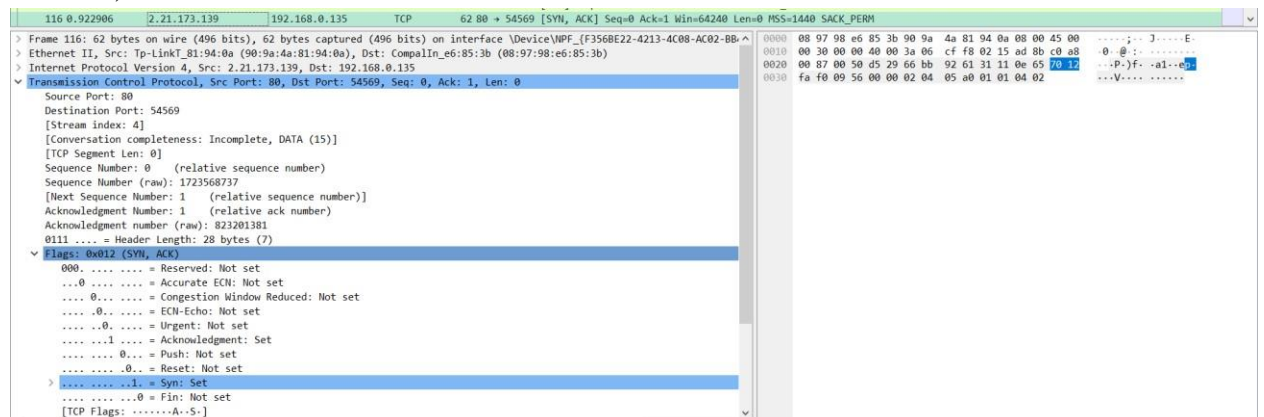 116 0.922906 2.21.173.139 192.168.0.135 TCP 62 80 → 54569 [SYN, ACK] Seq=0 Ack=1 Win=64240 Len=0 MSS=1440 SACK_PERM
> Frame 116: 62 bytes on wire (496 bits), 62 bytes captured (496 bits) on interface \Device\NPF_{F356BE22-4213-4C08-AC02-BB
> Ethernet II, Src: Tp-LinkT_81:94:0a (90:9a:4a:81:94:0a), Dst: CompalIn_e6:85:3b (08:97:98:e6:85:3b)
> Internet Protocol Version 4, Src: 2.21.173.139, Dst: 192.168.0.135
Transmission Control Protocol, Src Port: 80, Dst Port: 54569, Seq: 0, Ack: 1, Len: 0
Source Port: 80
Destination Port: 54569
[Stream index: 4]
[Conversation completeness: Incomplete, DATA (15)]
[TCP Segment Len: 0]
Sequence Number: 0 (relative sequence number)
Sequence Number (raw): 1723568737
[Next Sequence Number: 1 (relative sequence number)]
Acknowledgment Number: 1 (relative ack number)
Acknowledgment number (raw): 823201381
0111 .... = Header Length: 28 bytes (7)
Flags: 0x012 (SYN, ACK)
000. .... .... = Reserved: Not set
...0 .... .... = Accurate ECN: Not set
.... 0... .... = Congestion Window Reduced: Not set
.... .0.. .... = ECN-Echo: Not set
.... ..0. .... = Urgent: Not set
.... ...1 .... = Acknowledgment: Set
.... .... 0... = Push: Not set
.... .... .0.. = Reset: Not set
> .... .... ..1. = Syn: Set
.... .... ...0 = Fin: Not set
[TCP Flags: ·······A··S·]
0000 08 97 98 e6 85 3b 90 9a 4a 81 94 0a 08 00 45 00 ·····;·· J·····E·
0010 00 30 00 00 40 00 3a 06 cf f8 02 15 ad 8b c0 a8 ·0··@·:· ········
0020 00 87 00 50 d5 29 66 bb 92 61 31 11 0e 65 70 12 ···P·)f· ·a1··ep·
0030 fa f0 09 56 00 00 02 04 05 a0 01 01 04 02 ···V···· ······